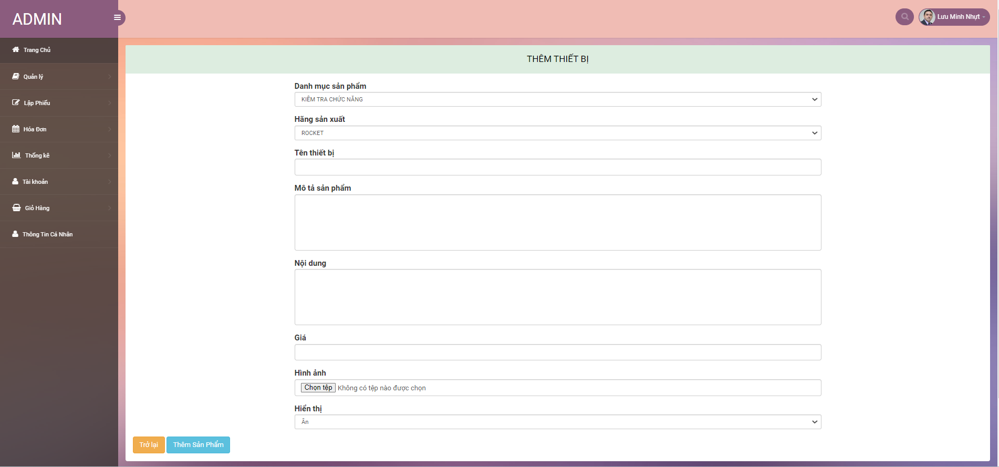 ADMIN
Lưu Minh Nhựt
Trang Chủ
Quản lý
Lập Phiếu
Hóa Đơn
Thống kê
Tài khoản
Giỏ Hàng
Thông Tin Cá Nhân
THÊM THIẾT BỊ
Danh mục sản phẩm
KIỂM TRA CHỨC NĂNG
Hãng sản xuất
ROCKET
Tên thiết bị
Mô tả sản phẩm
Nội dung
Giá
Hình ảnh
Chọn tệp Không có tệp nào được chọn
Hiển thị
Ẩn
Trở lại Thêm Sản Phẩm